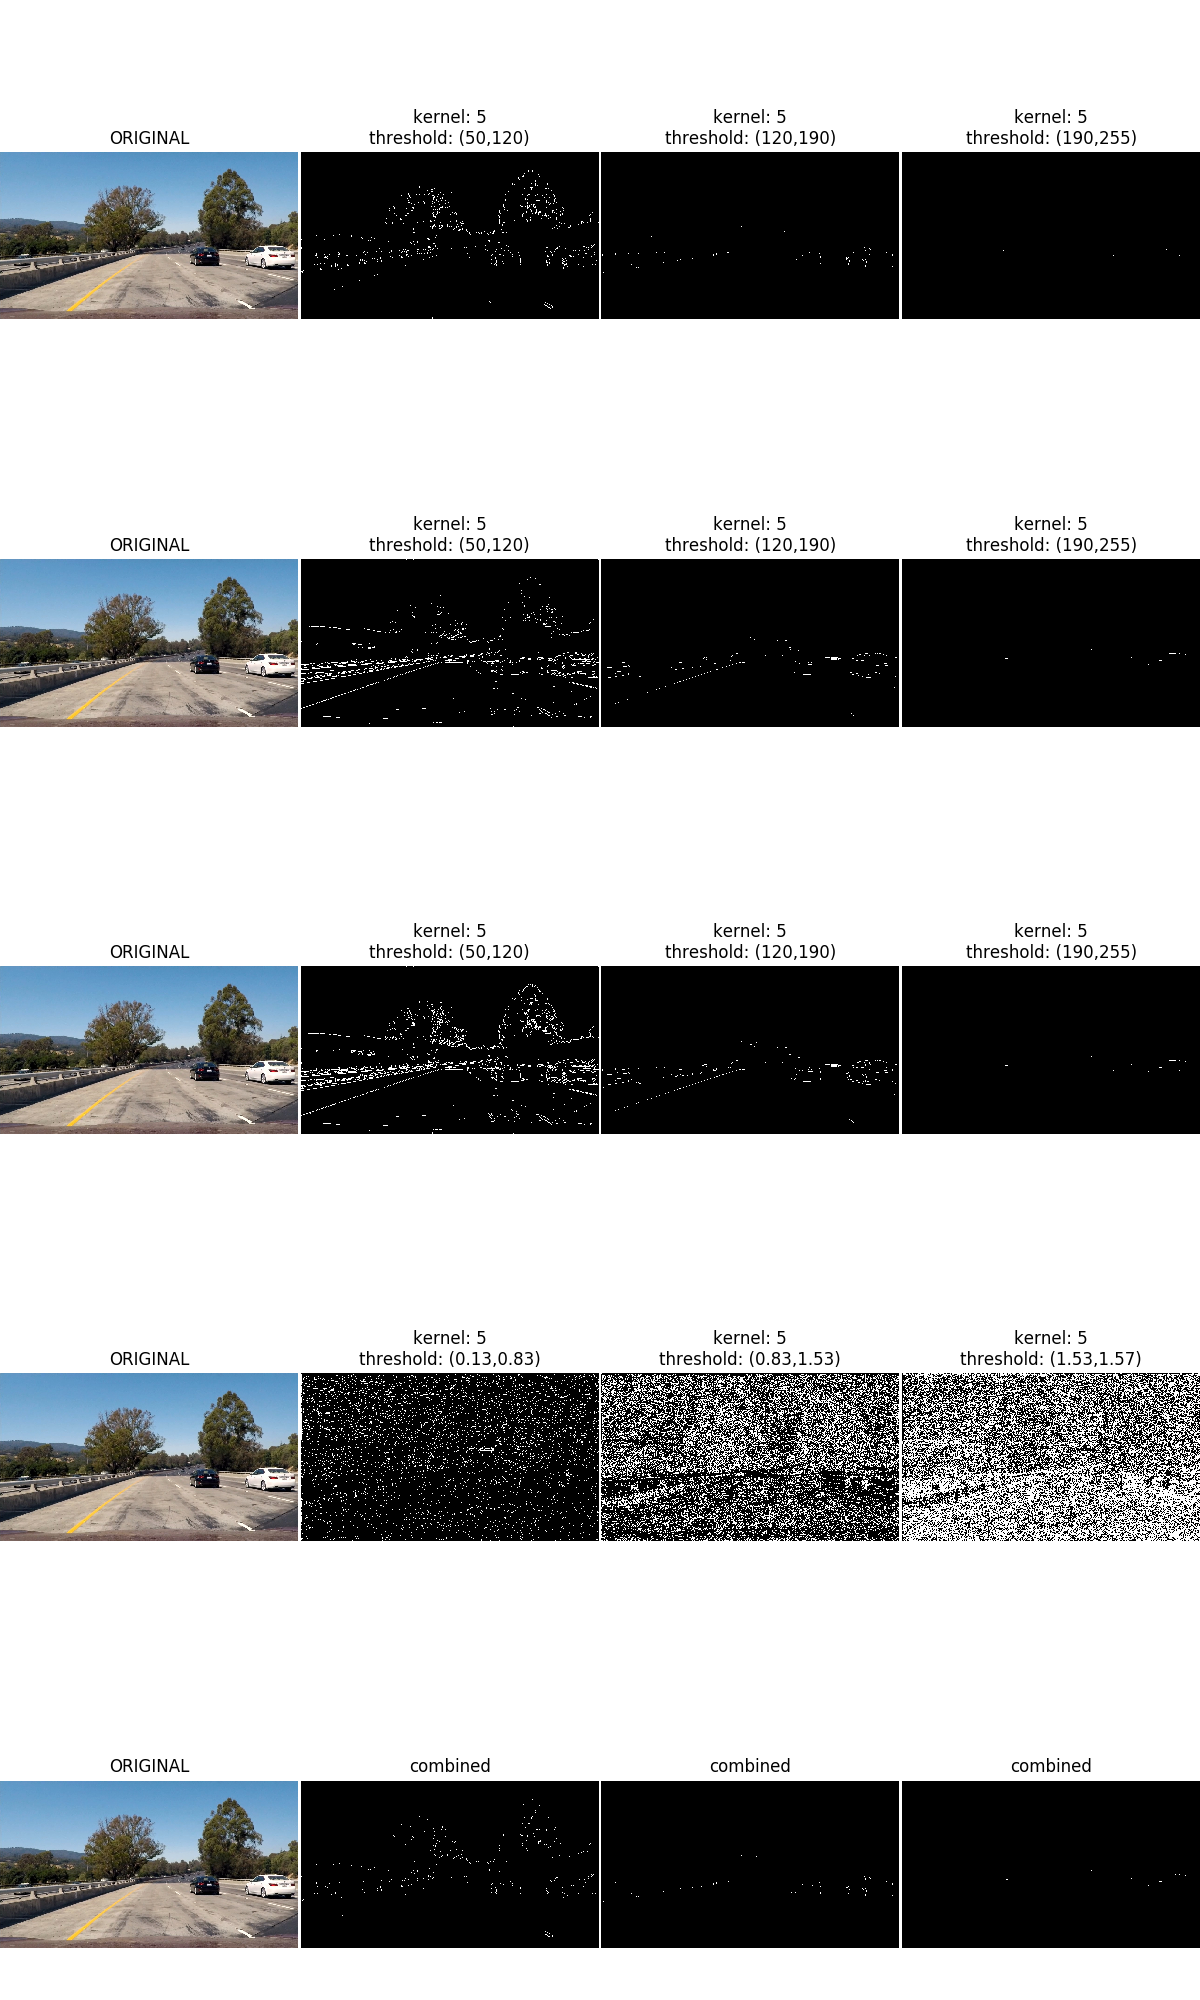 kernel: 5
kernel: 5
kernel: 5
ORIGINAL
threshold: (50,120)
threshold: (120,190)
threshold: (190,255)
kernel: 5
kernel: 5
kernel: 5
ORIGINAL
threshold: (50,120)
threshold: (120,190)
threshold: (190,255)
kernel: 5
kernel: 5
kernel: 5
ORIGINAL
threshold: (50,120)
threshold: (120,190)
threshold: (190,255)
kernel: 5
kernel: 5
kernel: 5
ORIGINAL
threshold: (0.13,0.83)
threshold: (0.83,1.53)
threshold: (1.53,1.57)
ORIGINAL
combined
combined
combined